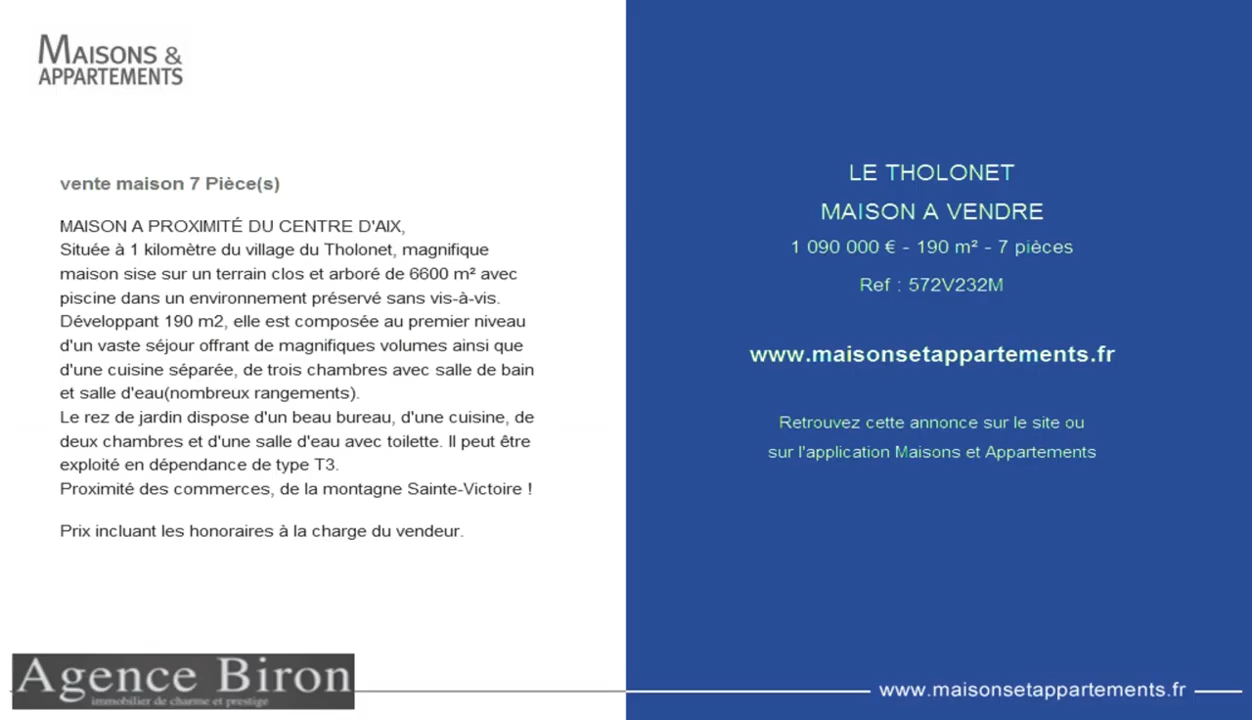 MAISONS &
APPARTEMENTS
vente maison 7 Pièce(s)
MAISON A PROXIMITÉ DU CENTRE D'AIX,
Située à 1 kilomètre du village du Tholonet, magnifique
maison sise sur un terrain clos et arboré de 6600 m² avec
piscine dans un environnement préservé sans vis-à-vis.
Développant 190 m2, elle est composée au premier niveau
d'un vaste séjour offrant de magnifiques volumes ainsi que
d'une cuisine séparée, de trois chambres avec salle de bain
et salle d'eau(nombreux rangements).
Le rez de jardin dispose d'un beau bureau, d'une cuisine, de
deux chambres et d'une salle d'eau avec toilette. Il peut être
exploité en dépendance de type T3.
Proximité des commerces, de la montagne Sainte-Victoire !
Prix incluant les honoraires à la charge du vendeur.
Agence Biron
immobilier de charme et prestige
LE THOLONET
MAISON A VENDRE
1 090 000 € - 190 m² - 7 pièces
Ref : 572V232M
www.maisonsetappartements.fr
Retrouvez cette annonce sur le site ou
sur l'application Maisons et Appartements
www.maisonsetappartements.fr